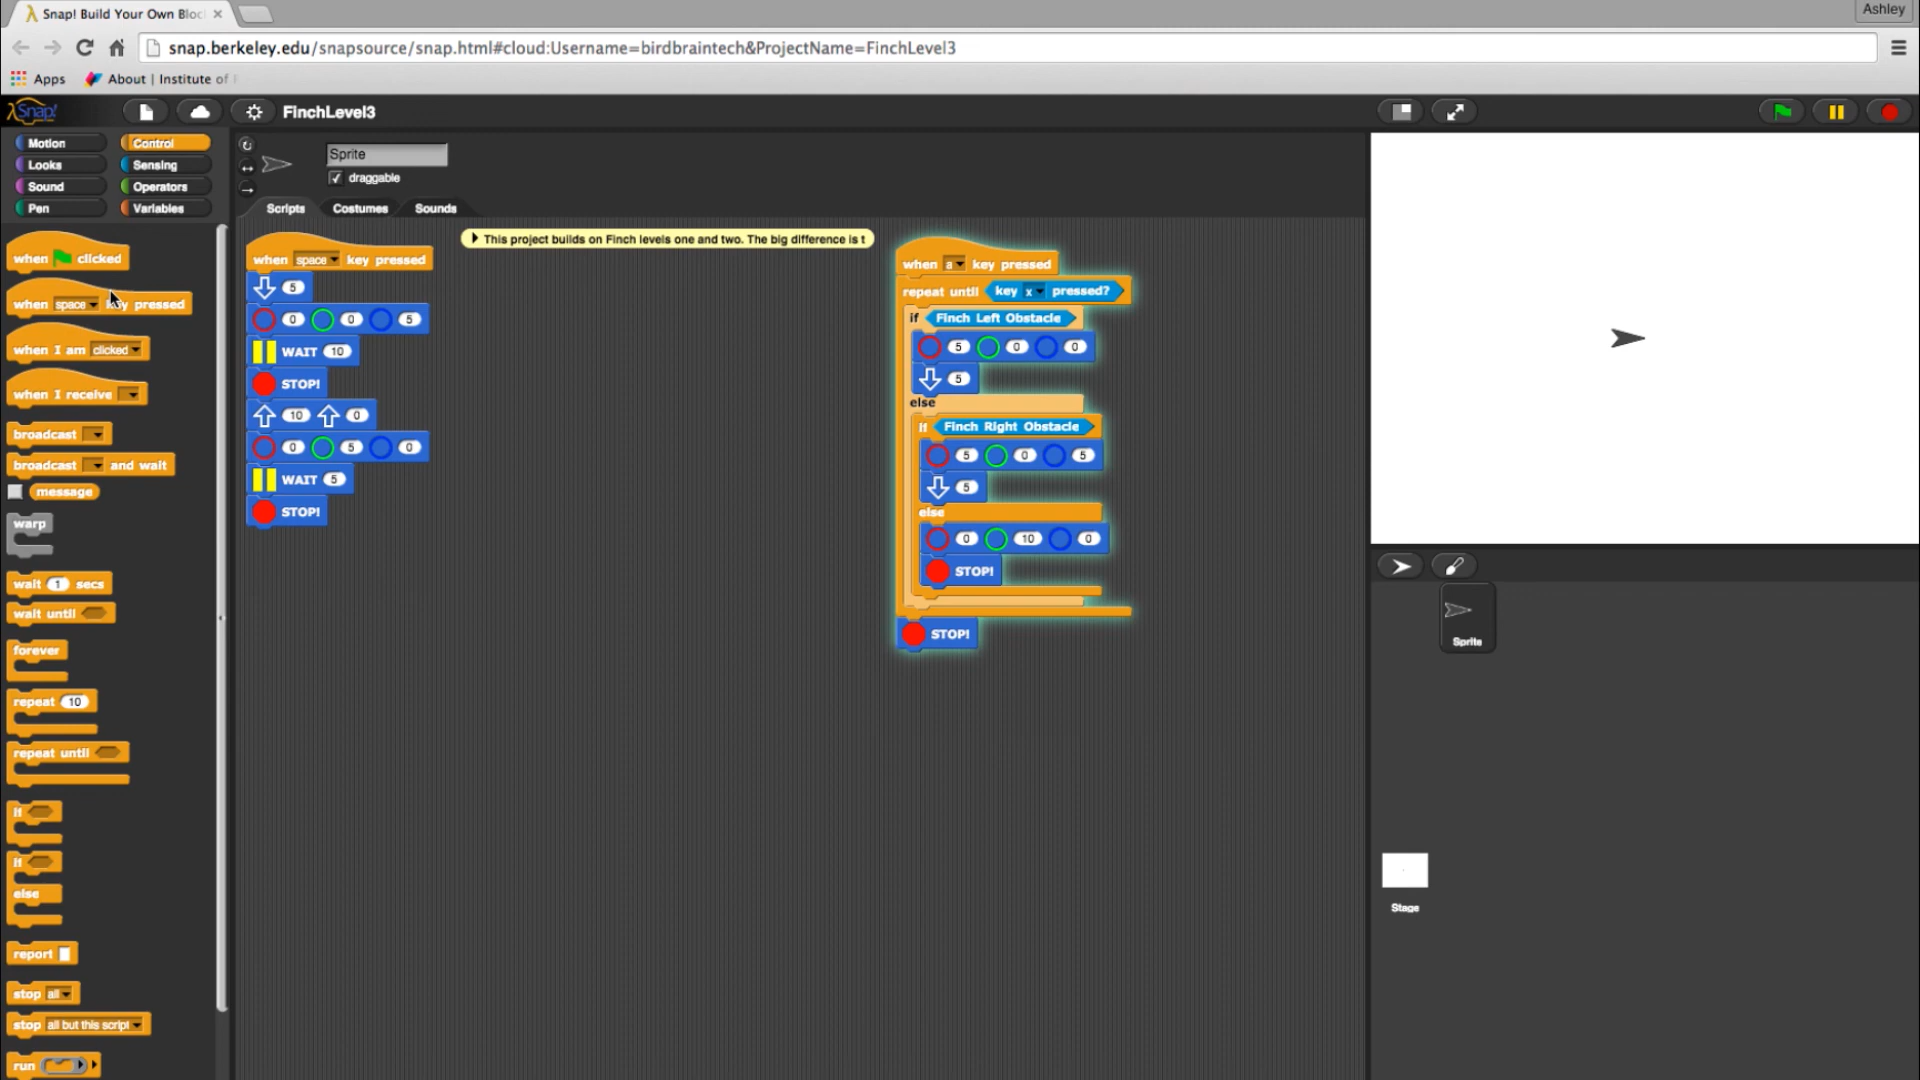 Snap! Build Your Own Bloc
Ashley
snap.berkeley.edu/snapsource/snap.html#cloud:Username=birdbraintech&ProjectName=FinchLevel3
Apps
About | Institute of
Snap!
FinchLevel3
Motion
Control
Looks
Sensing
Sound
Operators
Pen
Variables
Sprite
draggable
Scripts
Costumes
Sounds
when clicked
when space key pressed
when I am clicked
when I receive
broadcast
broadcast and wait
message
warp
wait 1 secs
wait until
forever
repeat 10
repeat until
if
if
else
report
stop all
stop all but this script
run
when space key pressed
5
0 0 5
WAIT 10
STOP!
10 0
0 5 0
WAIT 5
STOP!
This project builds on Finch levels one and two. The big difference is t
when a key pressed
repeat until key x pressed?
if Finch Left Obstacle
5 0 0
5
else
if Finch Right Obstacle
5 0 5
5
else
0 10 0
STOP!
STOP!
Sprite
Stage